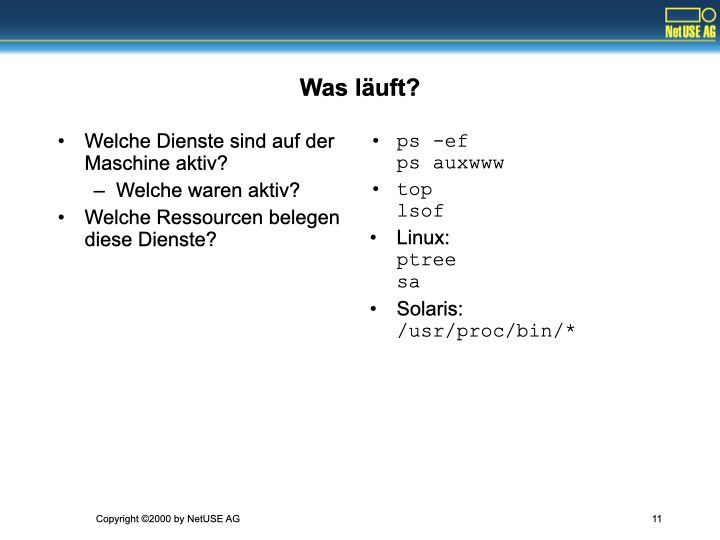 NetUSE AG
Was läuft?
• Welche Dienste sind auf der
Maschine aktiv?
– Welche waren aktiv?
• Welche Ressourcen belegen
diese Dienste?
• ps -ef
ps auxwww
• top
lsof
• Linux:
ptree
sa
• Solaris:
/usr/proc/bin/*
Copyright ©2000 by NetUSE AG
11